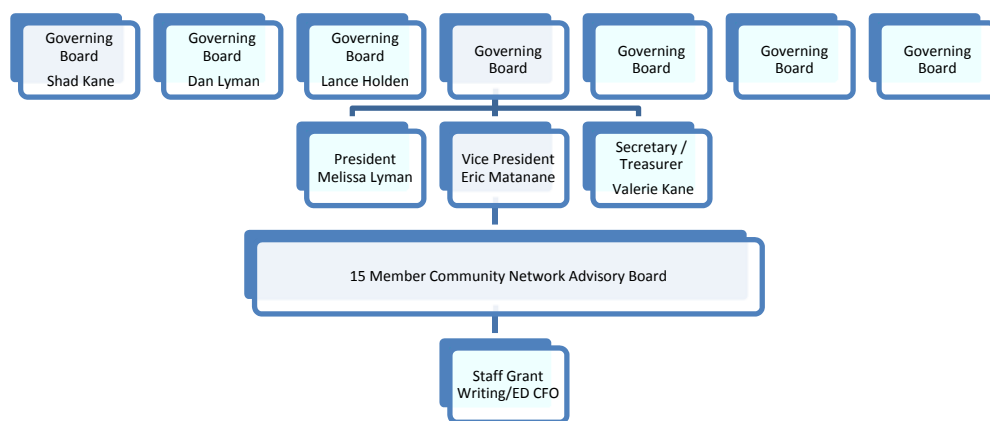 Governing
Board
Shad Kane
Governing
Board
Dan Lyman
Governing
Board
Lance Holden
Governing
Board
Governing
Board
Governing
Board
Governing
Board
President
Melissa Lyman
Vice President
Eric Matanane
Secretary /
Treasurer
Valerie Kane
15 Member Community Network Advisory Board
Staff Grant
Writing/ED CFO